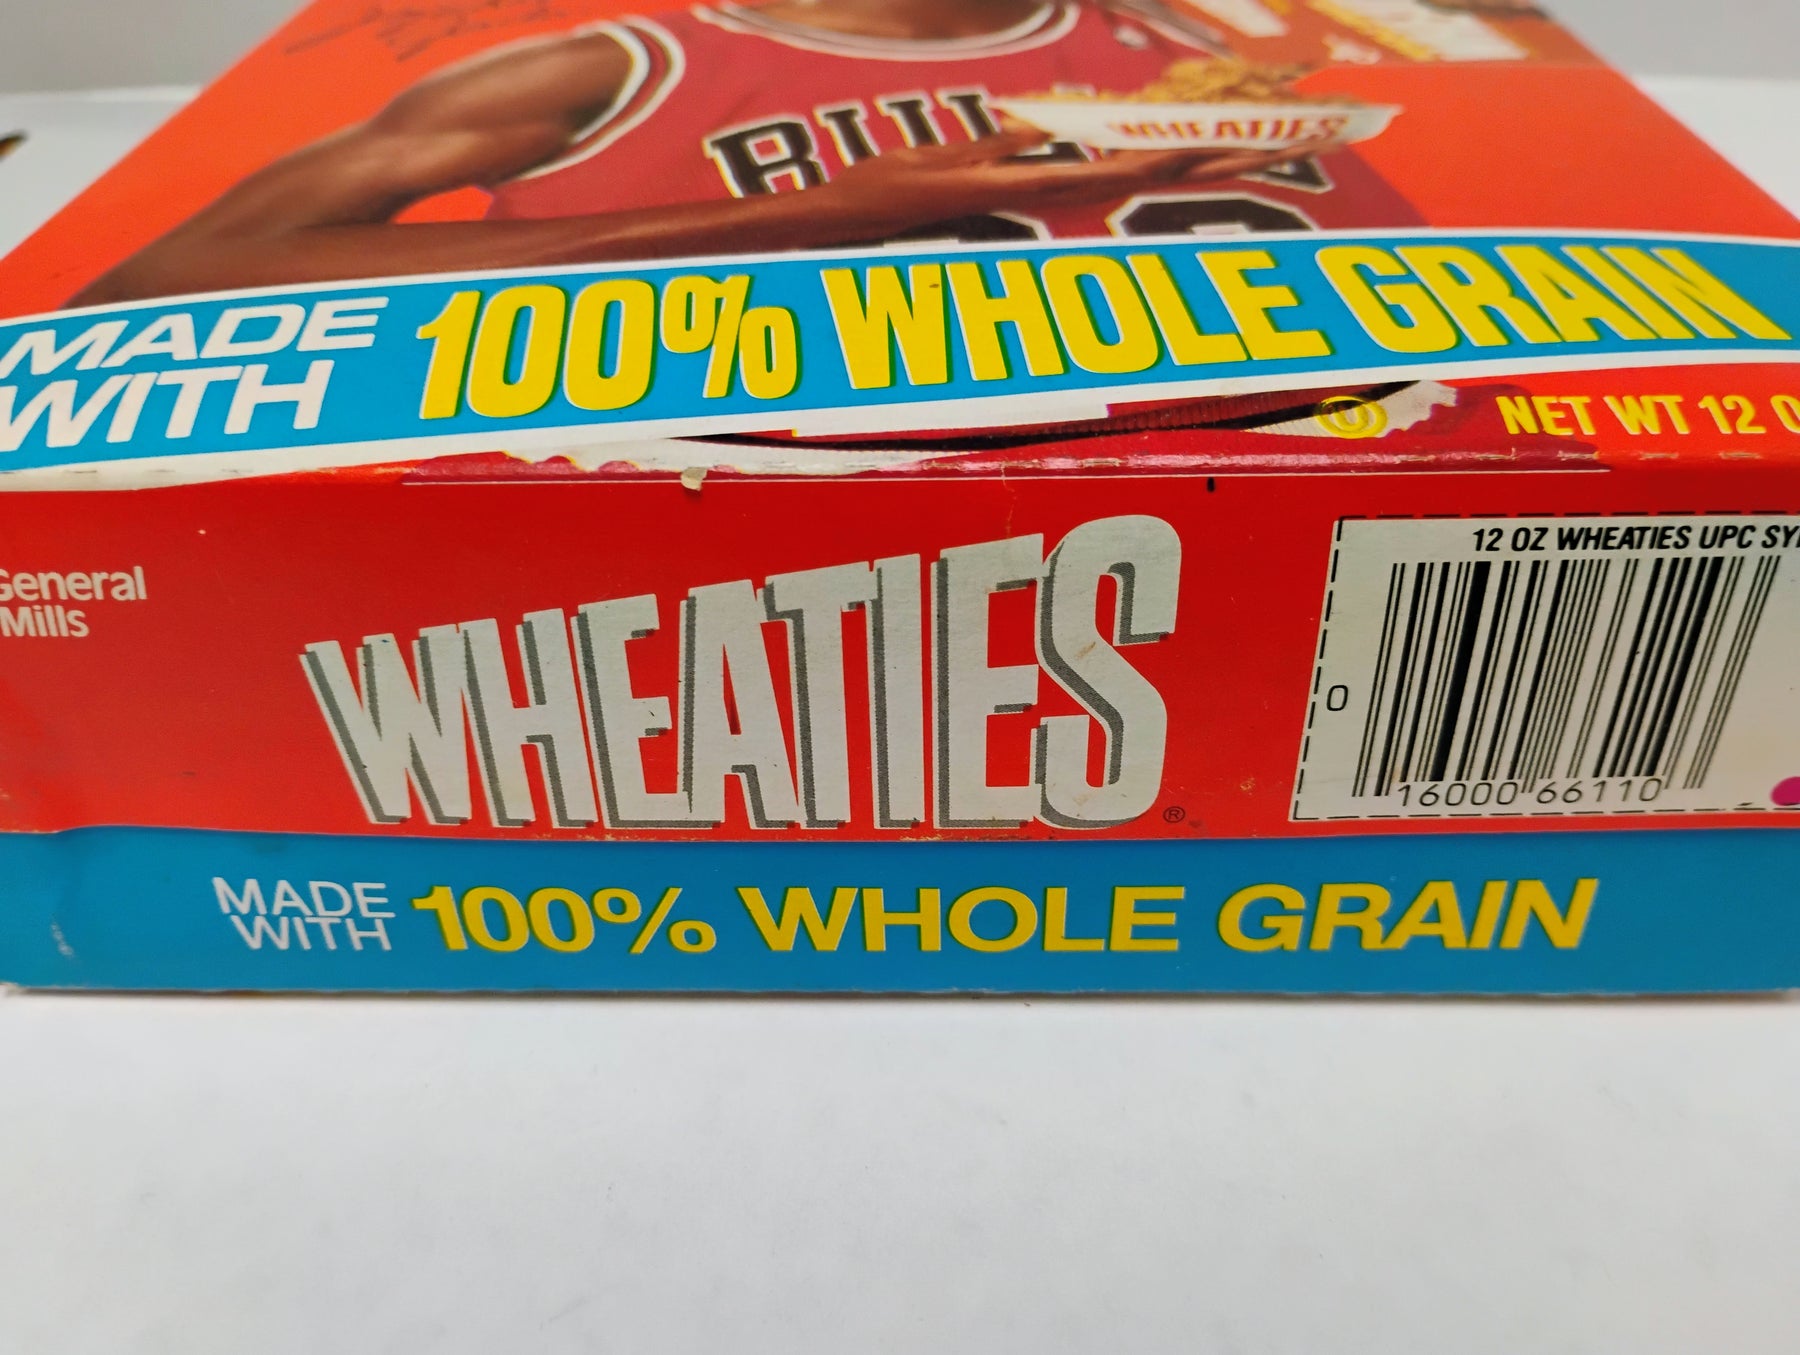 BULL
WHEATIES
MADE
WITH
100% WHOLE GRAIN
U
NET WT 12 O
General
Mills
WHEATIES®
12 OZ WHEATIES UPC SY
0
16000 66110
MADE
WITH
100% WHOLE GRAIN